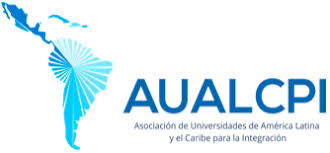 AUALCPI
Asociación de Universidades de América Latina
y el Caribe para la Integración